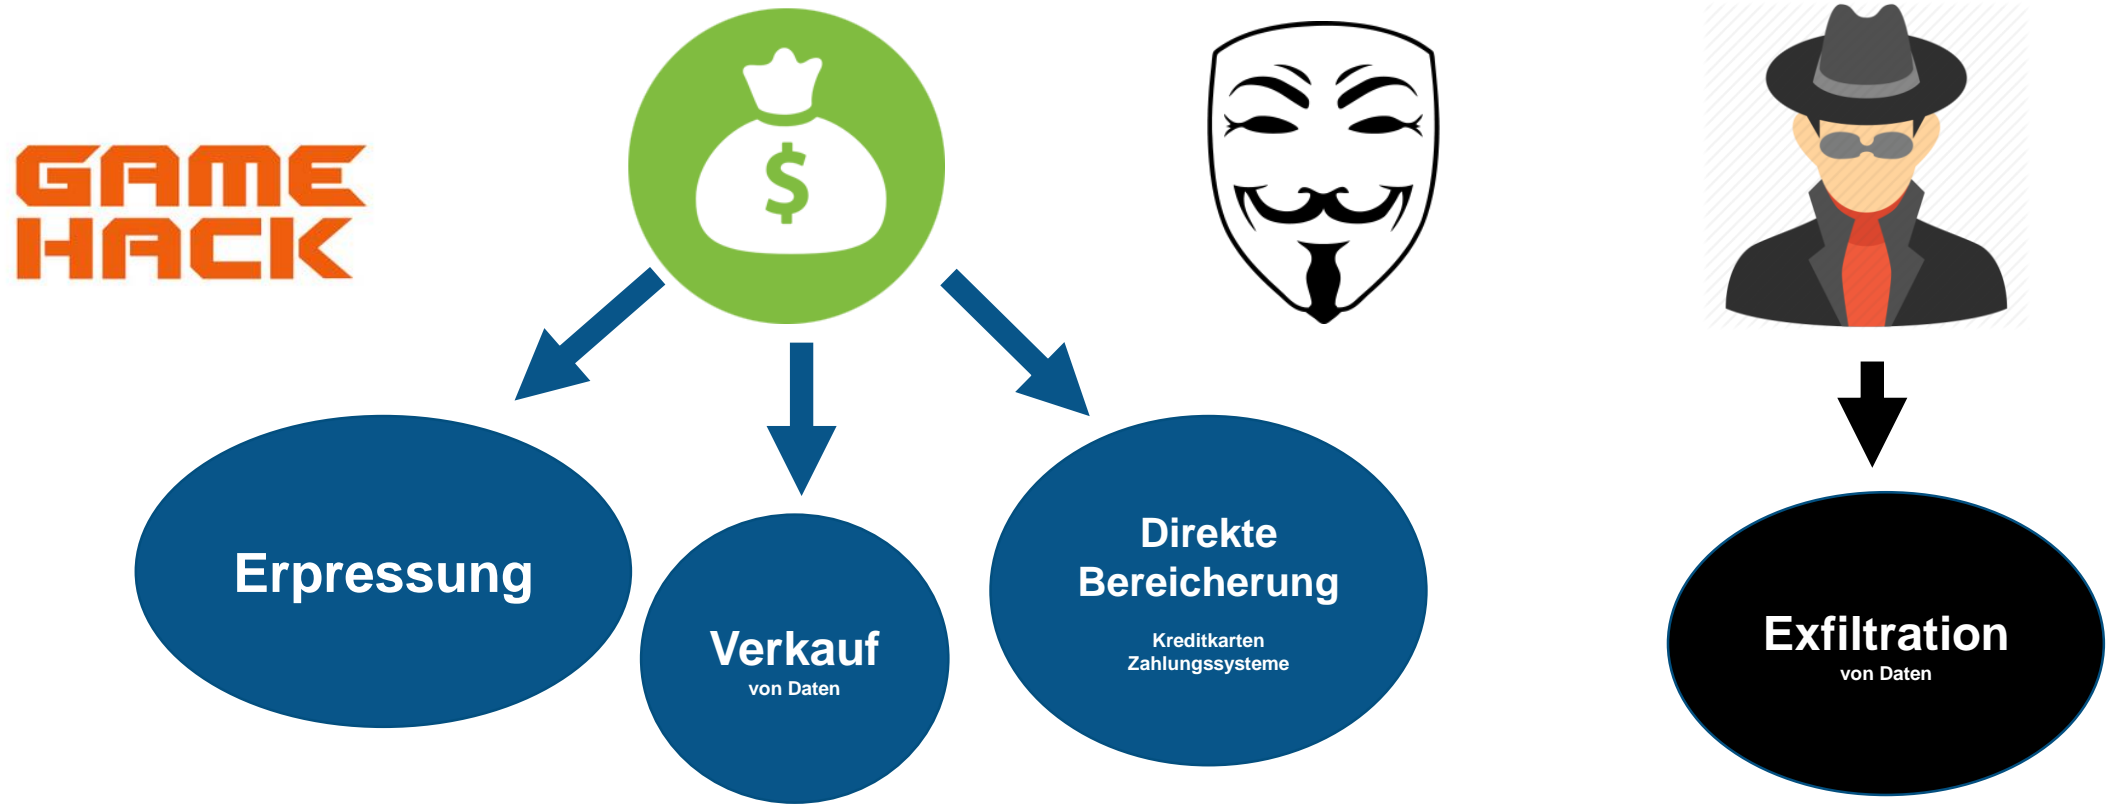 GAME
HACK
$
Erpressung
Verkauf
von Daten
Direkte
Bereicherung
Kreditkarten
Zahlungssysteme
Exfiltration
von Daten